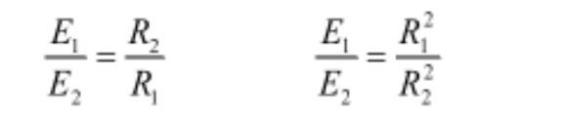 E₁/E₂ = R₂/R₁    E₁/E₂ = R₁²/R₂²